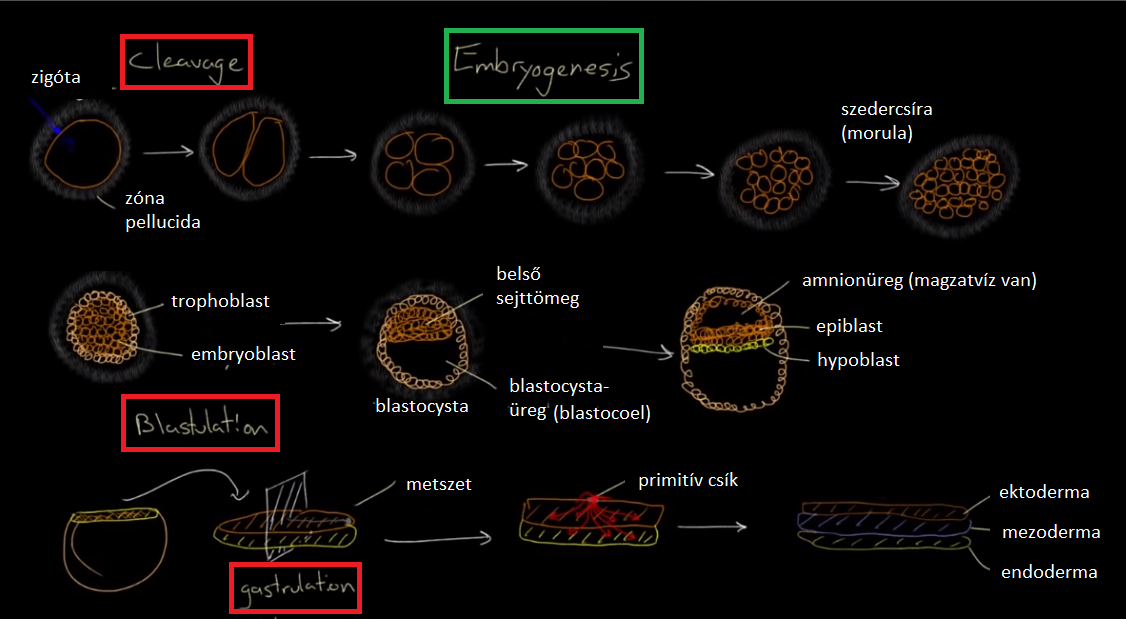 Cleavage
Embryogenesis
zigóta
szedercsíra
(morula)
zóna
pellucida
trophoblast
embryoblast
belső
sejttömeg
amnionüreg (magzatvíz van)
epiblast
hypoblast
blastocysta
blastocysta-
üreg (blastocoel)
Blastulation
metszet
primitív csík
ektoderma
mezoderma
endoderma
gastrulation